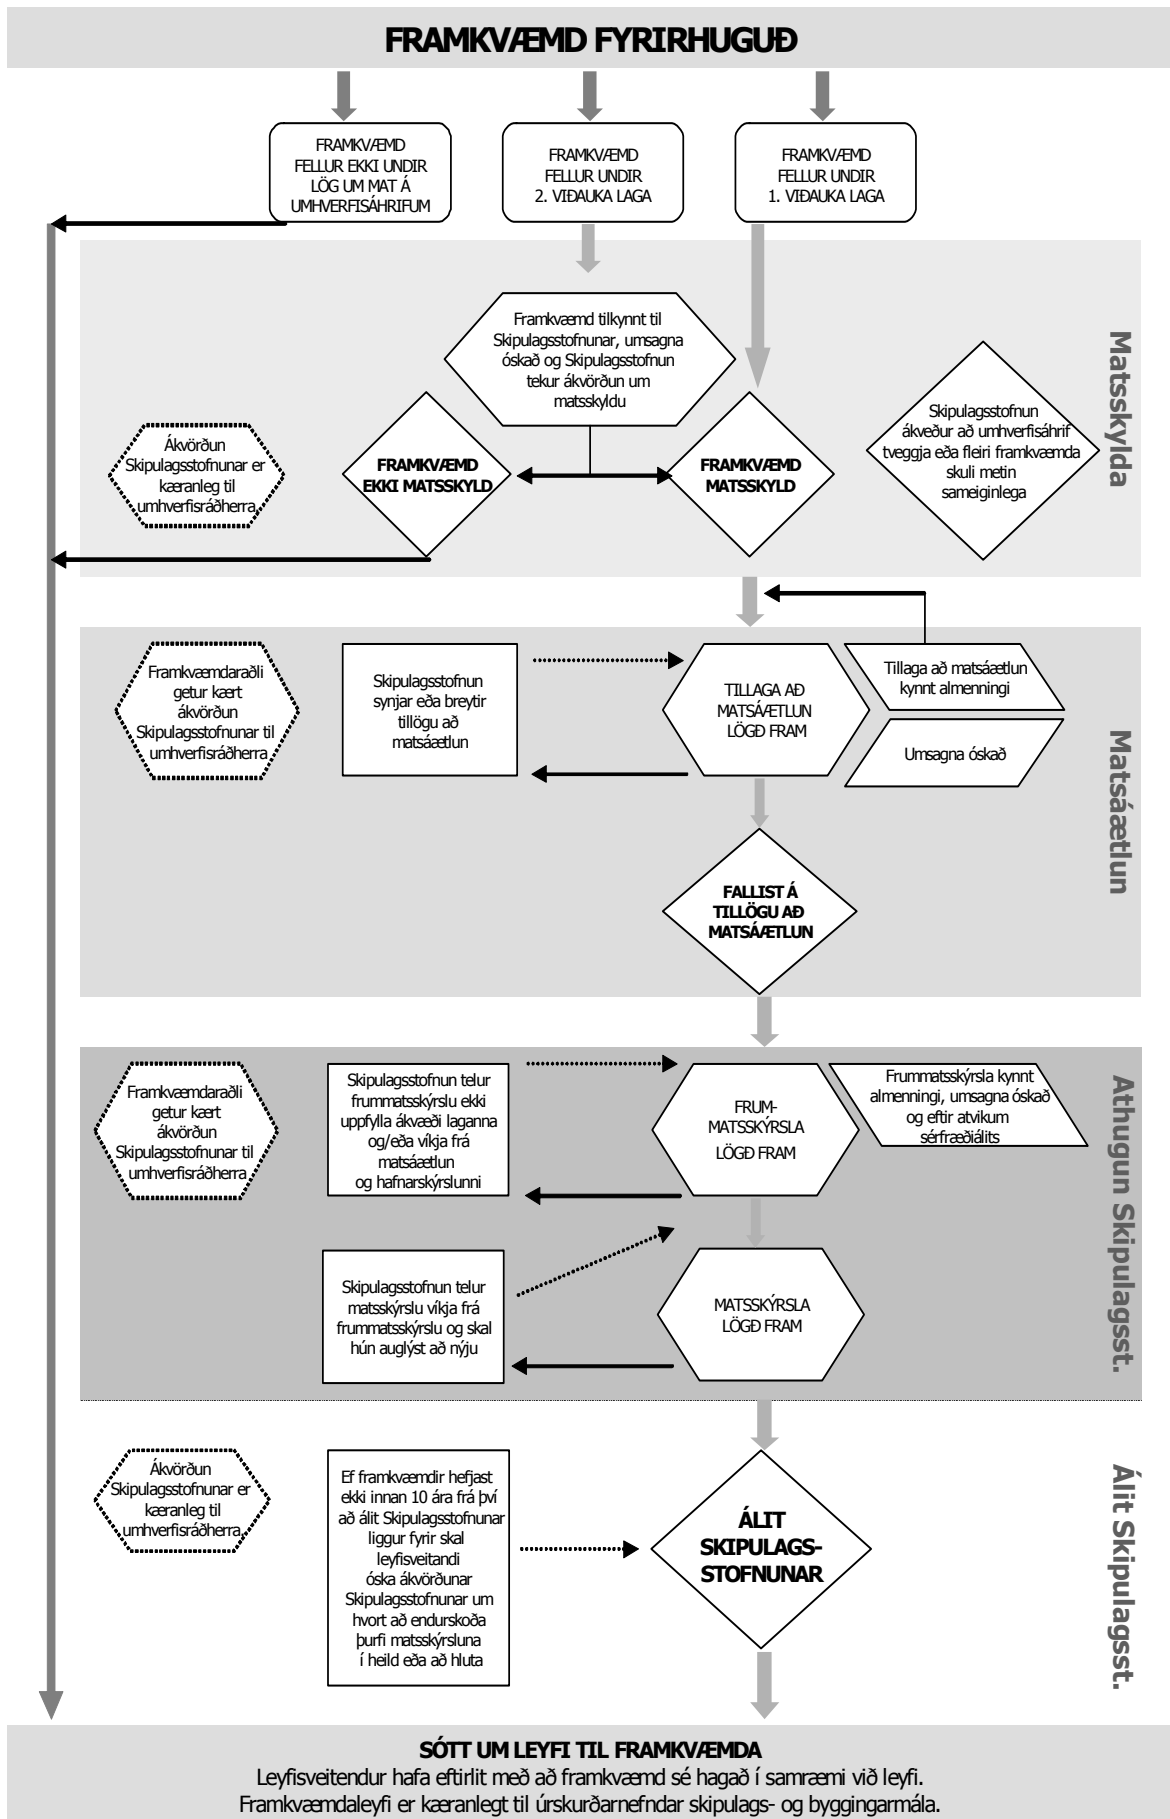 FRAMKVÆMD FYRIRHUGUÐ
FRAMKVÆMD
FELLUR EKKI UNDIR
LÖG UM MAT Á
UMHVERFISÁHRIFUM
FRAMKVÆMD
FELLUR UNDIR
2. VIÐAUKA LAGA
FRAMKVÆMD
FELLUR UNDIR
1. VIÐAUKA LAGA
Matsskylda
Framkvæmd tilkynnt til
Skipulagsstofnunar, umsagna
óskað og Skipulagsstofnun
tekur ákvörðun um
matsskyldu
Ákvörðun
Skipulagsstofnunar er
kæranleg til
umhverfisráðherra
FRAMKVÆMD
EKKI MATSSKYLD
FRAMKVÆMD
MATSSKYLD
Skipulagsstofnun
ákveður að umhverfisáhrif
tveggja eða fleiri framkvæmda
skuli metin
sameiginlega
Matsáætlun
Framkvæmdaraðli
getur kært
ákvörðun
Skipulagsstofnunar til
umhverfisráðherra
Skipulagsstofnun
synjar eða breytir
tillögu að
matsáætlun
TILLAGA AÐ
MATSÁÆTLUN
LÖGÐ FRAM
Tillaga að matsáætlun
kynnt almenningi
Umsagna óskað
FALLIST Á
TILLÖGU AÐ
MATSÁÆTLUN
Athugun Skipulagsst.
Framkvæmdaraðli
getur kært
ákvörðun
Skipulagsstofnunar til
umhverfisráðherra
Skipulagsstofnun telur
frummatsskýrslu ekki
uppfylla ákvæði laganna
og/eða víkja frá
matsáætlun
og hafnarskýrslunni
FRUM-
MATSSKÝRSLA
LÖGÐ FRAM
Frummatsskýrsla kynnt
almenningi, umsagna óskað
og eftir atvikum
sérfræðiálits
Skipulagsstofnun telur
matsskýrslu víkja frá
frummatsskýrslu og skal
hún auglýst að nýju
MATSSKÝRSLA
LÖGÐ FRAM
Álit Skipulagsst.
Ákvörðun
Skipulagsstofnunar er
kæranleg til
umhverfisráðherra
Ef framkvæmdir hefjast
ekki innan 10 ára frá því
að álit Skipulagsstofnunar
liggur fyrir skal
leyfisveitandi
óska ákvörðunar
Skipulagsstofnunar um
hvort að endurskoða
þurfi matsskýrsluna
í heild eða að hluta
ÁLIT
SKIPULAGS-
STOFNUNAR
SÓTT UM LEYFI TIL FRAMKVÆMDA
Leyfisveitendur hafa eftirlit með að framkvæmd sé hagað í samræmi við leyfi.
Framkvæmdaleyfi er kæranlegt til úrskurðarnefndar skipulags- og byggingarmála.